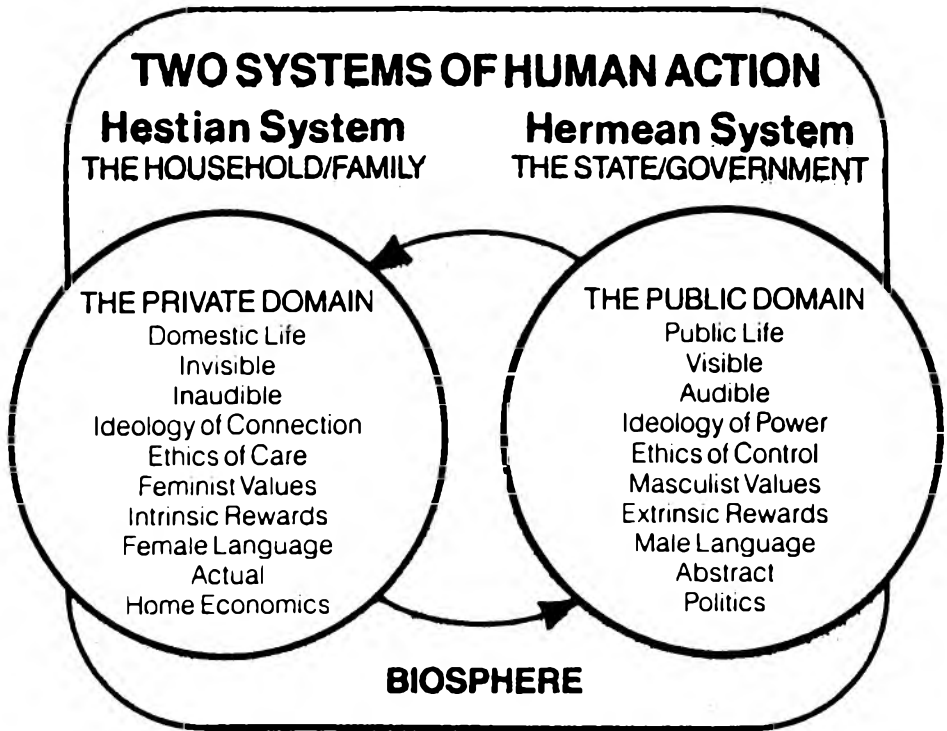 TWO SYSTEMS OF HUMAN ACTION
Hestian System
THE HOUSEHOLD/FAMILY
Hermean System
THE STATE/GOVERNMENT
THE PRIVATE DOMAIN
Domestic Life
Invisible
Inaudible
Ideology of Connection
Ethics of Care
Feminist Values
Intrinsic Rewards
Female Language
Actual
Home Economics
THE PUBLIC DOMAIN
Public Life
Visible
Audible
Ideology of Power
Ethics of Control
Masculist Values
Extrinsic Rewards
Male Language
Abstract
Politics
BIOSPHERE